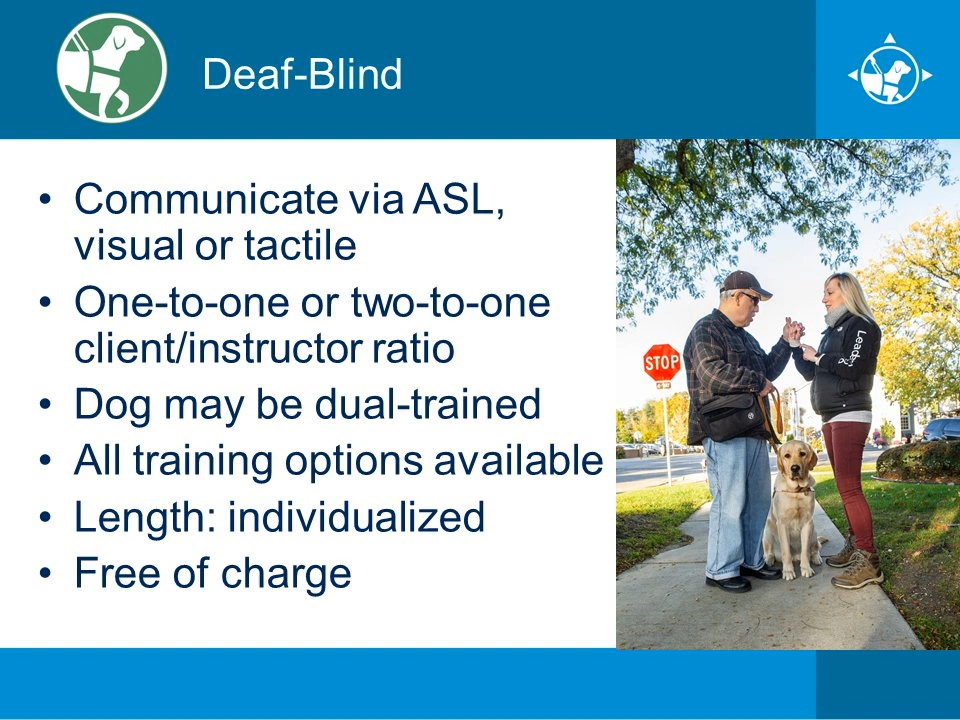 Deaf-Blind
• Communicate via ASL,
visual or tactile
• One-to-one or two-to-one
client/instructor ratio
• Dog may be dual-trained
• All training options available
• Length: individualized
• Free of charge
STOP